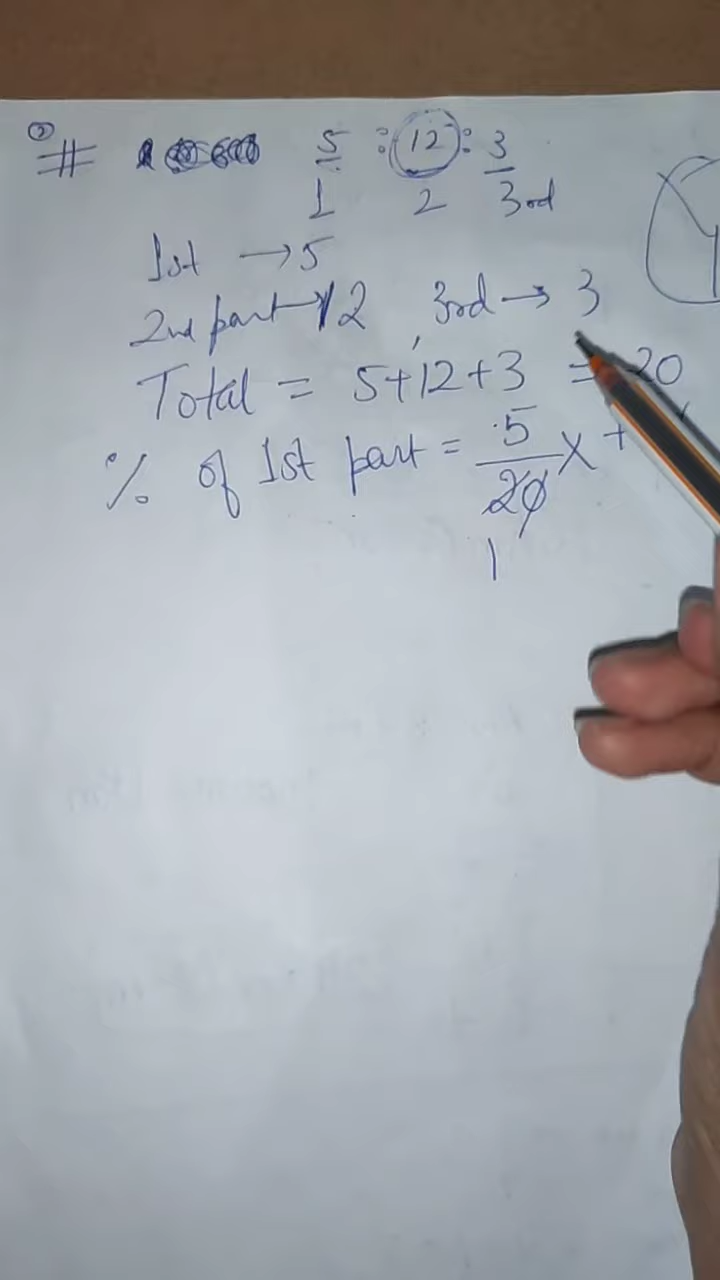 ② # 5 : 12 : 3
1 2 3rd
1st → 5
2nd part → 12 3rd → 3
Total = 5+12+3 = 20
% of 1st part = 5/20 ×
1